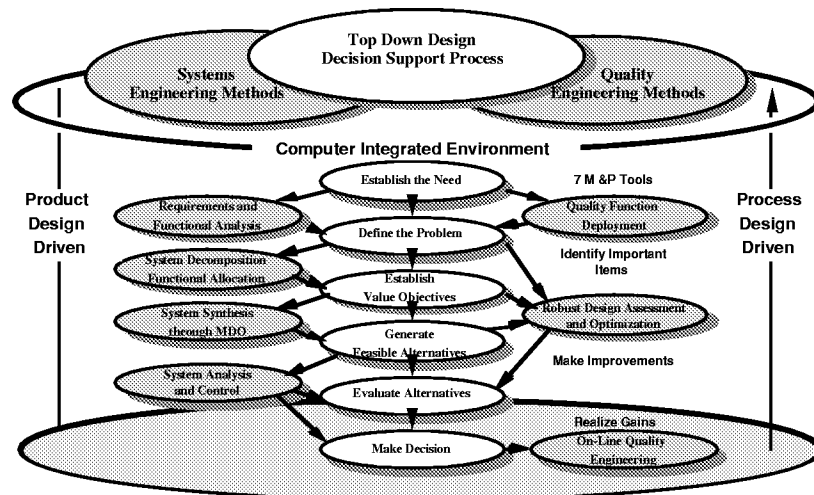 Top Down Design
Decision Support Process
Systems
Engineering Methods
Quality
Engineering Methods
Computer Integrated Environment
Product
Design
Driven
Process
Design
Driven
Establish the Need
7 M &P Tools
Requirements and
Functional Analysis
Quality Function
Deployment
Define the Problem
Identify Important
Items
System Decomposition
Functional Allocation
Establish
Value Objectives
System Synthesis
through MDO
Robust Design Assessment
and Optimization
Generate
Feasible Alternatives
Make Improvements
System Analysis
and Control
Evaluate Alternatives
Realize Gains
Make Decision
On-Line Quality
Engineering